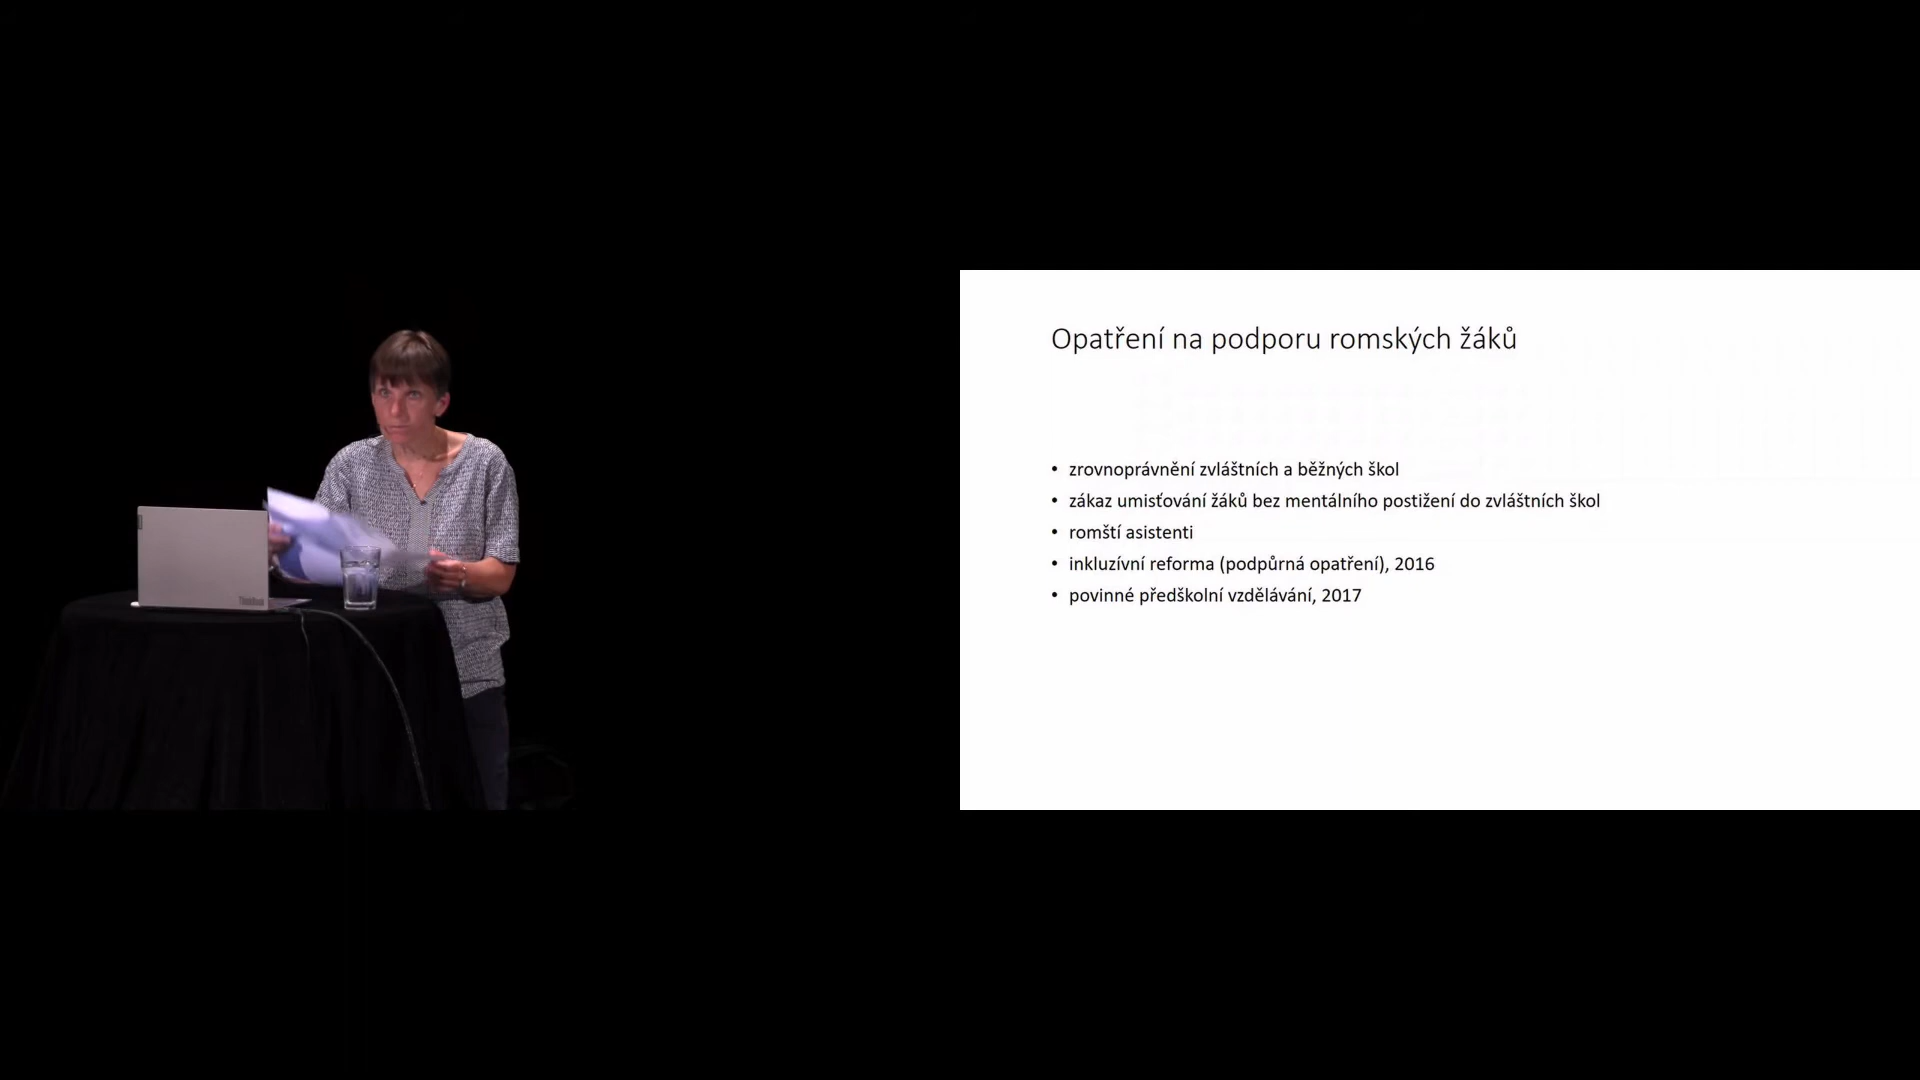 Opatření na podporu romských žáků
• zrovnoprávnění zvláštních a běžných škol
• zákaz umisťování žáků bez mentálního postižení do zvláštních škol
• romští asistenti
• inkluzívní reforma (podpůrná opatření), 2016
• povinné předškolní vzdělávání, 2017